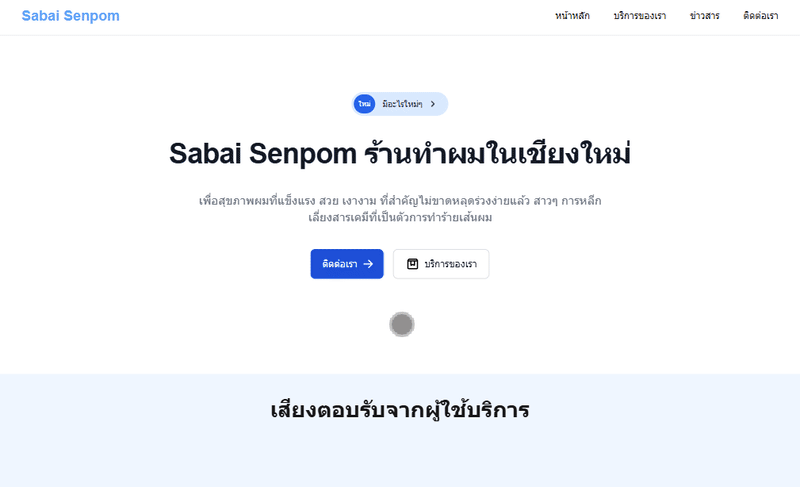 Sabai Senpom
หน้าหลัก บริการของเรา ข่าวสาร ติดต่อเรา
ใหม่ มีอะไรใหม่ๆ
Sabai Senpom ร้านทำผมในเชียงใหม่
เพื่อสุขภาพผมที่แข็งแรง สวย เงางาม ที่สำคัญไม่ขาดหลุดร่วงง่ายแล้ว สาวๆ การหลีก
เลี่ยงสารเคมีที่เป็นตัวการทำร้ายเส้นผม
ติดต่อเรา บริการของเรา
เสียงตอบรับจากผู้ใช้บริการ